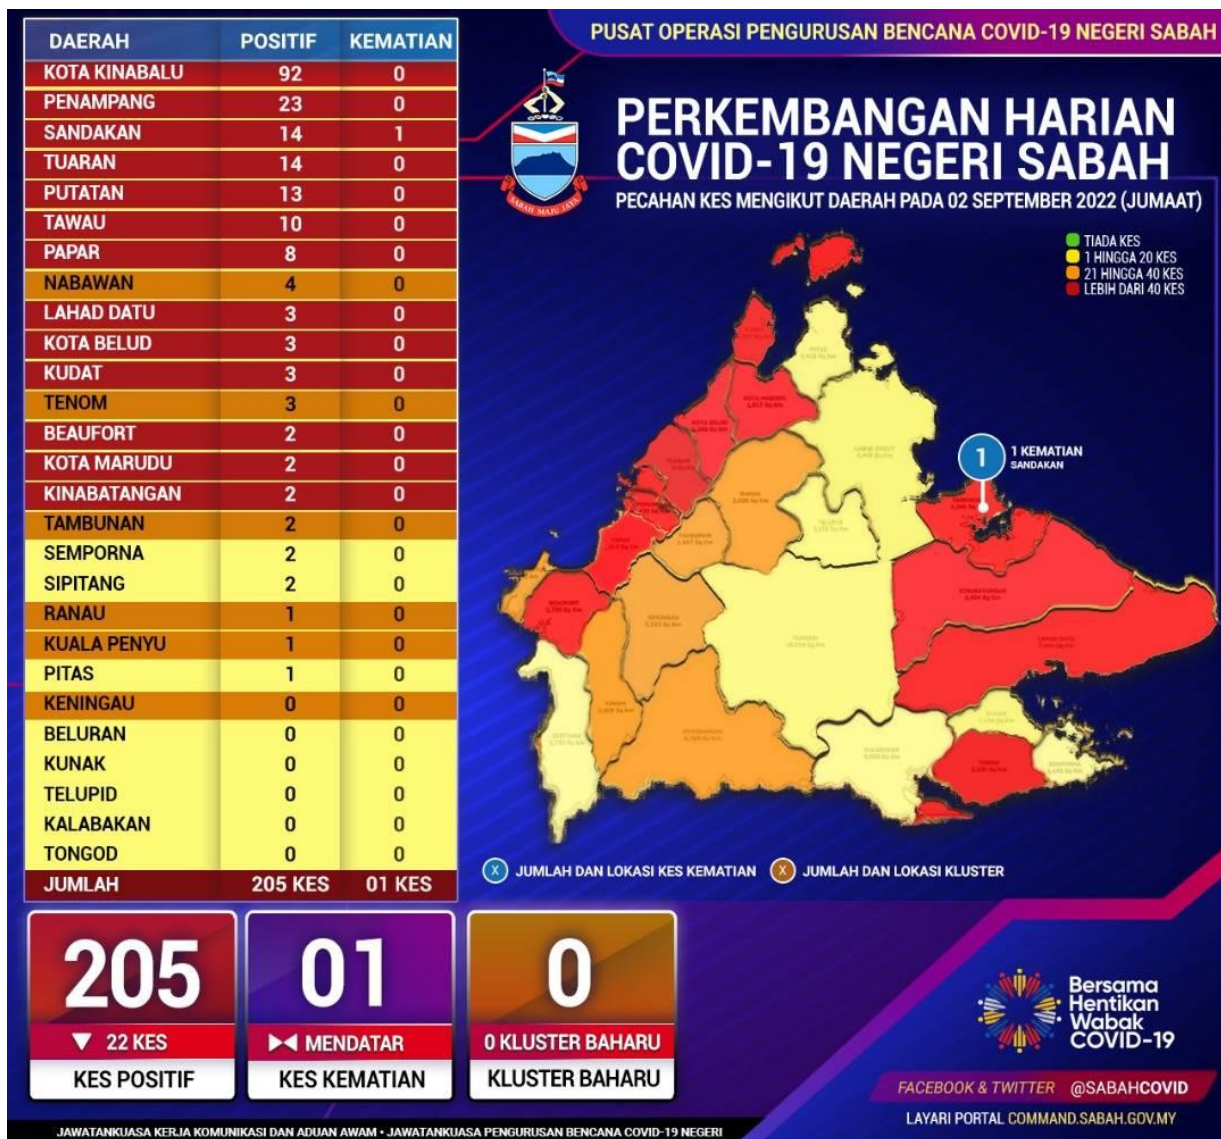 DAERAH POSITIF KEMATIAN
KOTA KINABALU 92 0
PENAMPANG 23 0
SANDAKAN 14 1
TUARAN 14 0
PUTATAN 13 0
TAWAU 10 0
PAPAR 8 0
NABAWAN 4 0
LAHAD DATU 3 0
KOTA BELUD 3 0
KUDAT 3 0
TENOM 3 0
BEAUFORT 2 0
KOTA MARUDU 2 0
KINABATANGAN 2 0
TAMBUNAN 2 0
SEMPORNA 2 0
SIPITANG 2 0
RANAU 1 0
KUALA PENYU 1 0
PITAS 1 0
KENINGAU 0 0
BELURAN 0 0
KUNAK 0 0
TELUPID 0 0
KALABAKAN 0 0
TONGOD 0 0
JUMLAH 205 KES 01 KES
PUSAT OPERASI PENGURUSAN BENCANA COVID-19 NEGERI SABAH
SABAH MAJU JAYA
PERKEMBANGAN HARIAN
COVID-19 NEGERI SABAH
PECAHAN KES MENGIKUT DAERAH PADA 02 SEPTEMBER 2022 (JUMAAT)
TIADA KES
1 HINGGA 20 KES
21 HINGGA 40 KES
LEBIH DARI 40 KES
1
1 KEMATIAN
SANDAKAN
X JUMLAH DAN LOKASI KES KEMATIAN
X JUMLAH DAN LOKASI KLUSTER
205
▼ 22 KES
KES POSITIF
01
MENDATAR
KES KEMATIAN
0
0 KLUSTER BAHARU
KLUSTER BAHARU
Bersama
Hentikan
Wabak
COVID-19
FACEBOOK & TWITTER @SABAHCOVID
LAYARI PORTAL COMMAND.SABAH.GOV.MY
JAWATANKUASA KERJA KOMUNIKASI DAN ADUAN AWAM • JAWATANKUASA PENGURUSAN BENCANA COVID-19 NEGERI